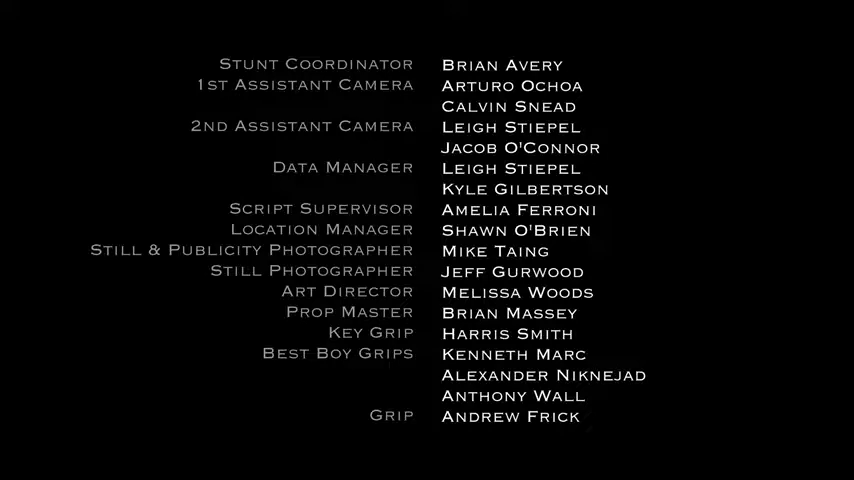 Stunt Coordinator Brian Avery
1st Assistant Camera Arturo Ochoa
Calvin Snead
2nd Assistant Camera Leigh Stiepel
Jacob O'Connor
Data Manager Leigh Stiepel
Kyle Gilbertson
Script Supervisor Amelia Ferroni
Location Manager Shawn O'Brien
Still & Publicity Photographer Mike Taing
Still Photographer Jeff Gurwood
Art Director Melissa Woods
Prop Master Brian Massey
Key Grip Harris Smith
Best Boy Grips Kenneth Marc
Alexander Niknejad
Anthony Wall
Grip Andrew Frick